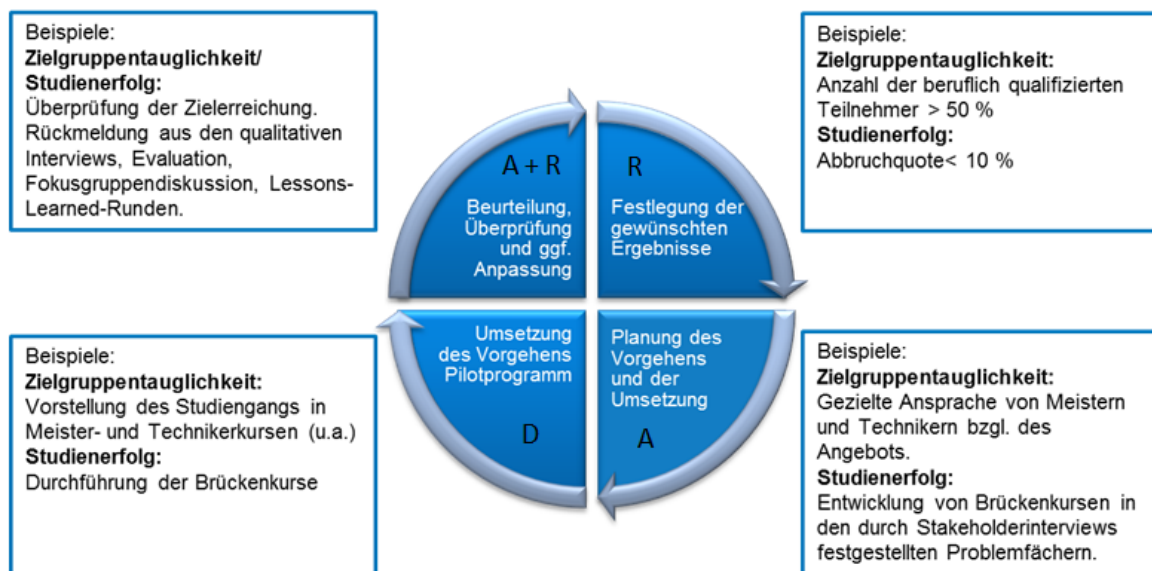 Beispiele:
Zielgruppentauglichkeit/
Studienerfolg:
Überprüfung der Zielerreichung.
Rückmeldung aus den qualitativen
Interviews, Evaluation,
Fokusgruppendiskussion, Lessons-
Learned-Runden.
Beispiele:
Zielgruppentauglichkeit:
Anzahl der beruflich qualifizierten
Teilnehmer > 50 %
Studienerfolg:
Abbruchquote< 10 %
A + R
Beurteilung,
Überprüfung
und ggf.
Anpassung
R
Festlegung der
gewünschten
Ergebnisse
Umsetzung
des Vorgehens
Pilotprogramm
D
Planung des
Vorgehens
und der
Umsetzung
A
Beispiele:
Zielgruppentauglichkeit:
Vorstellung des Studiengangs in
Meister- und Technikerkursen (u.a.)
Studienerfolg:
Durchführung der Brückenkurse
Beispiele:
Zielgruppentauglichkeit:
Gezielte Ansprache von Meistern
und Technikern bzgl. des
Angebots.
Studienerfolg:
Entwicklung von Brückenkursen in
den durch Stakeholderinterviews
festgestellten Problemfächern.